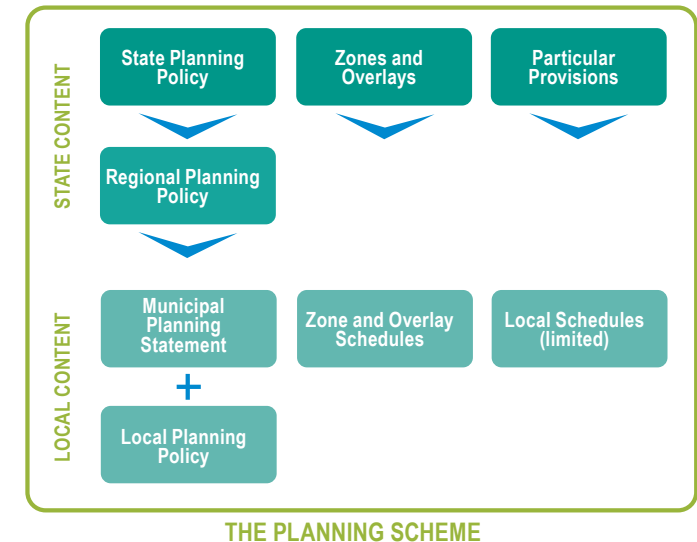 STATE CONTENT
State Planning
Policy
Zones and
Overlays
Particular
Provisions
Regional Planning
Policy
LOCAL CONTENT
Municipal
Planning
Statement
Zone and Overlay
Schedules
Local Schedules
(limited)
+
Local Planning
Policy
THE PLANNING SCHEME